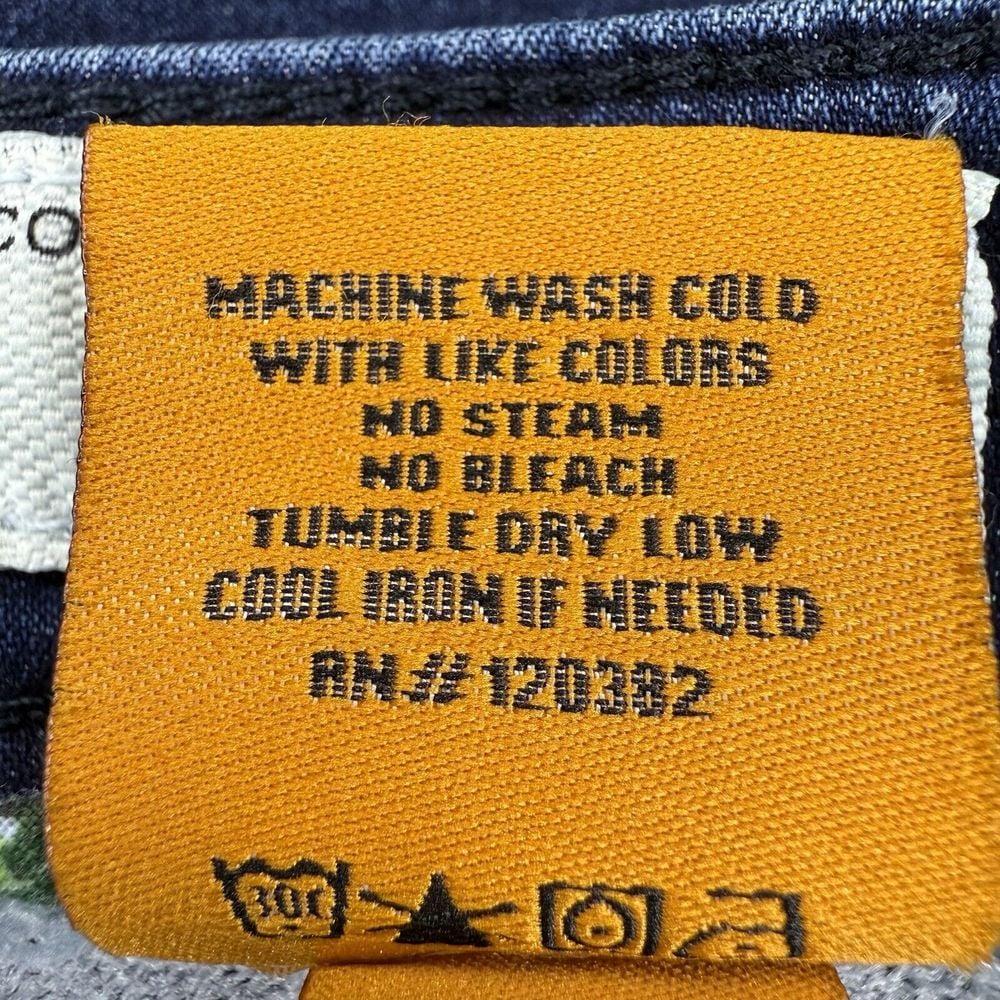 CO
MACHINE WASH COLD
WITH LIKE COLORS
NO STEAM
NO BLEACH
TUMBLE DRY LOW
COOL IRON IF NEEDED
RN# 120382
30C